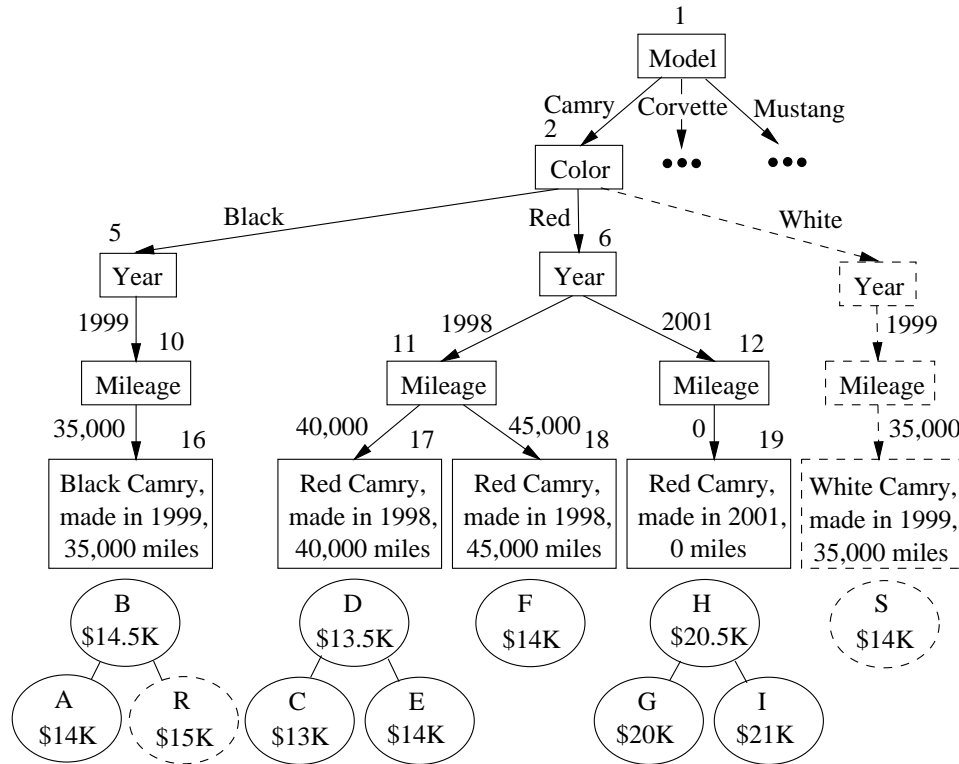 1
Model
Camry
Corvette
Mustang
2
Color
•••
•••
Black
Red
White
5
Year
6
Year
Year
1999
1998
2001
1999
10
Mileage
11
Mileage
12
Mileage
Mileage
35,000
16
40,000
17
45,000
18
0
19
35,000
Black Camry,
made in 1999,
35,000 miles
Red Camry,
made in 1998,
40,000 miles
Red Camry,
made in 1998,
45,000 miles
Red Camry,
made in 2001,
0 miles
White Camry,
made in 1999,
35,000 miles
B
$14.5K
D
$13.5K
F
$14K
H
$20.5K
S
$14K
A
$14K
R
$15K
C
$13K
E
$14K
G
$20K
I
$21K